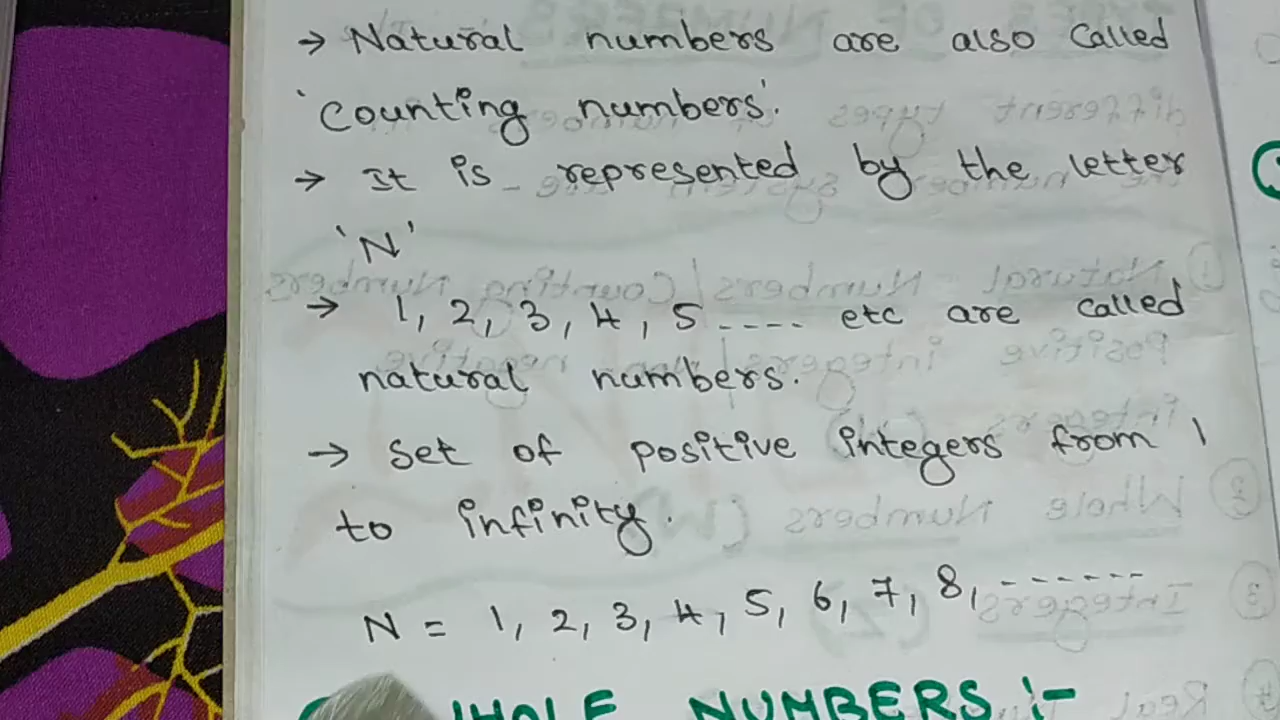 → Natural numbers are also called
'counting numbers'.
→ It is represented by the letter
'N'
→ 1, 2, 3, 4, 5 ---- etc are called
natural numbers.
→ Set of positive integers from 1
to infinity.
N = 1, 2, 3, 4, 5, 6, 7, 8, -------
WHOLE NUMBERS :-